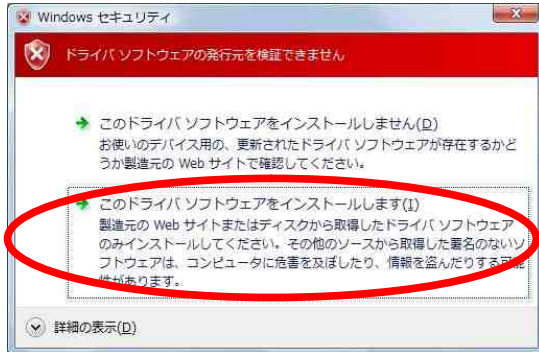 Windows セキュリティ
ドライバ ソフトウェアの発行元を検証できません
このドライバ ソフトウェアをインストールしません(D)
お使いのデバイス用の、更新されたドライバ ソフトウェアが存在するかど
うか製造元の Web サイトで確認してください。
このドライバ ソフトウェアをインストールします(I)
製造元の Web サイトまたはディスクから取得したドライバ ソフトウェア
のみインストールしてください。その他のソースから取得した署名のないソ
フトウェアは、コンピュータに危害を及ぼしたり、情報を盗んだりする可能
性があります。
詳細の表示(D)